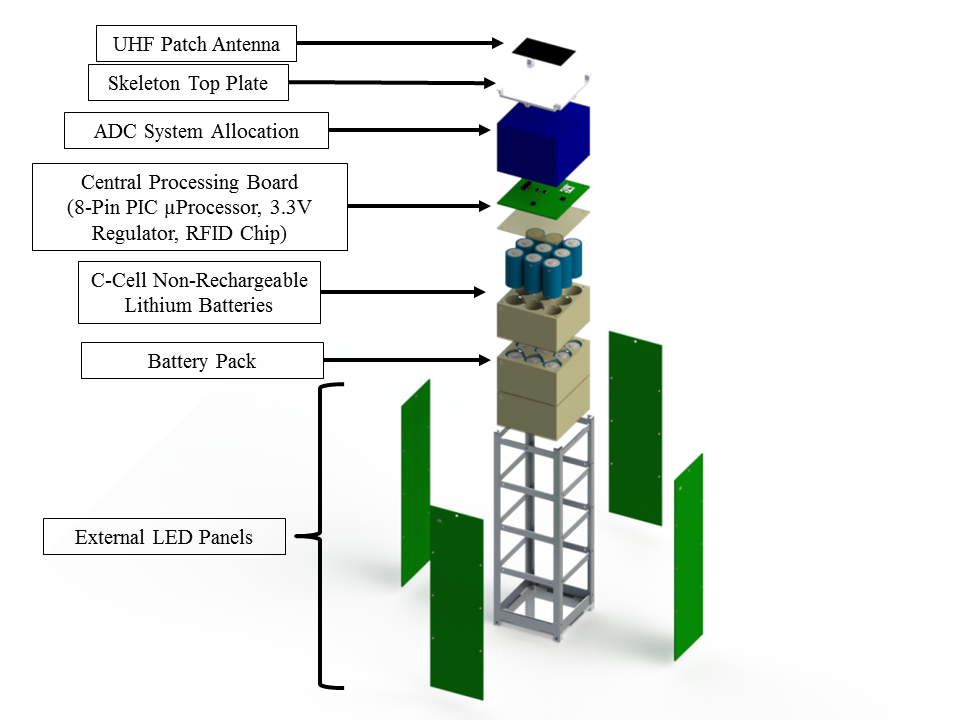 UHF Patch Antenna
Skeleton Top Plate
ADC System Allocation
Central Processing Board
(8-Pin PIC µProcessor, 3.3V
Regulator, RFID Chip)
C-Cell Non-Rechargeable
Lithium Batteries
Battery Pack
External LED Panels